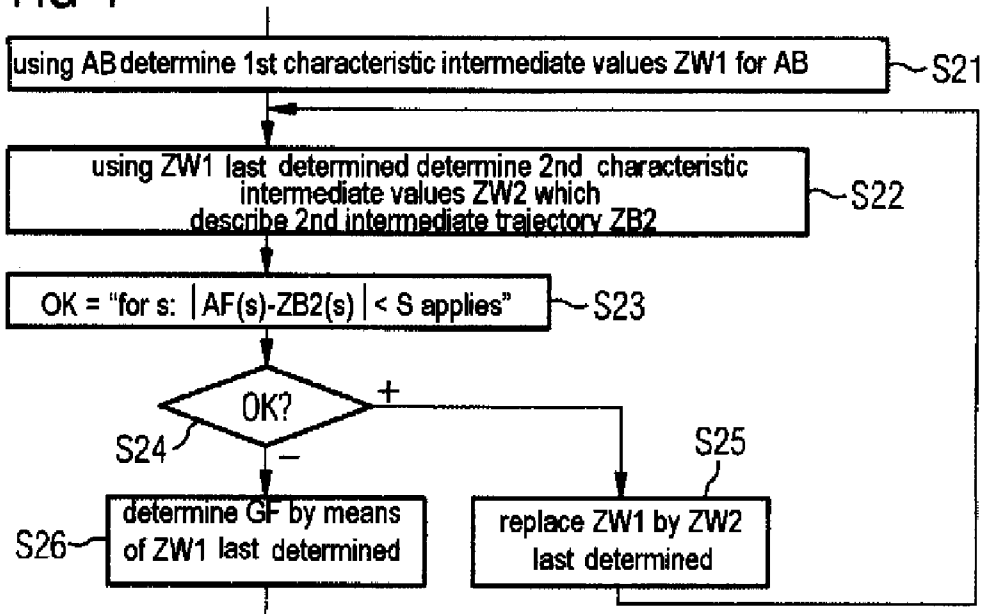 using AB determine 1st characteristic intermediate values ZW1 for AB
S21
using ZW1 last determined determine 2nd characteristic
intermediate values ZW2 which
describe 2nd intermediate trajectory ZB2
S22
OK = "for s: |AF(s)-ZB2(s)| < S applies"
S23
OK?
+
S24
–
S25
determine GF by means
of ZW1 last determined
S26
replace ZW1 by ZW2
last determined